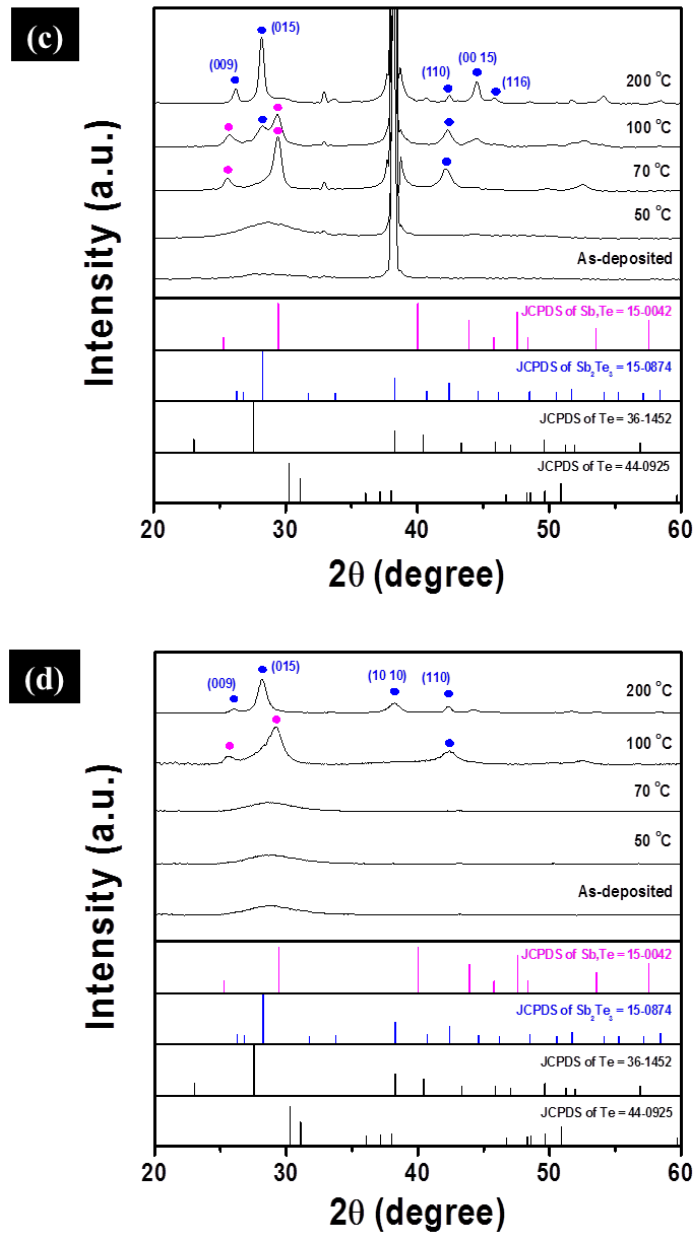 (c)
(009)
(015)
(110)
(00 15)
(116)
200 °C
100 °C
70 °C
50 °C
As-deposited
Intensity (a.u.)
JCPDS of Sb,Te = 15-0042
JCPDS of Sb₂Te₃ = 15-0874
JCPDS of Te = 36-1452
JCPDS of Te = 44-0925
20 30 40 50 60
2θ (degree)
(d)
(009)
(015)
(10 10)
(110)
200 °C
100 °C
70 °C
50 °C
As-deposited
Intensity (a.u.)
JCPDS of Sb,Te = 15-0042
JCPDS of Sb₂Te₃ = 15-0874
JCPDS of Te = 36-1452
JCPDS of Te = 44-0925
20 30 40 50 60
2θ (degree)